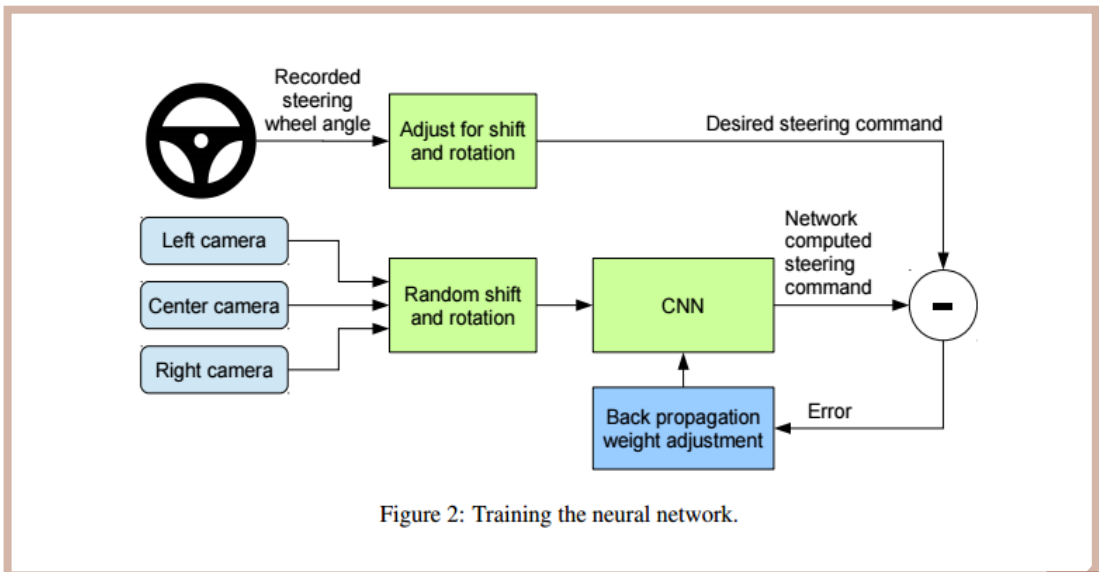 Recorded
steering
wheel angle
Adjust for shift
and rotation
Desired steering command
Left camera
Center camera
Right camera
Random shift
and rotation
CNN
Network
computed
steering
command
-
Back propagation
weight adjustment
Error
Figure 2: Training the neural network.